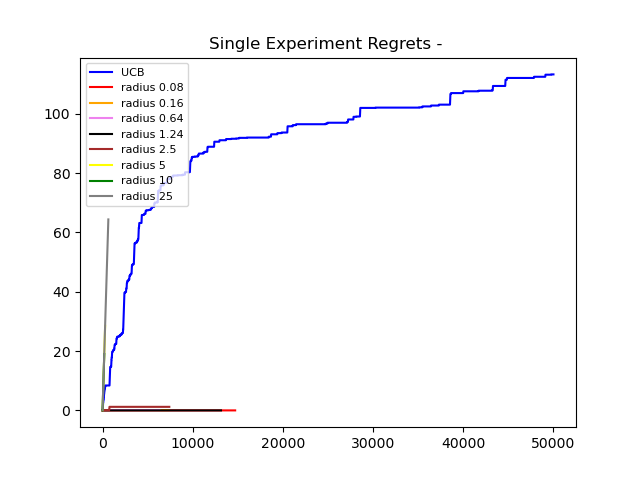 Single Experiment Regrets -
UCB
radius 0.08
radius 0.16
radius 0.64
radius 1.24
radius 2.5
radius 5
radius 10
radius 25
100
80
60
40
20
0
0 10000 20000 30000 40000 50000